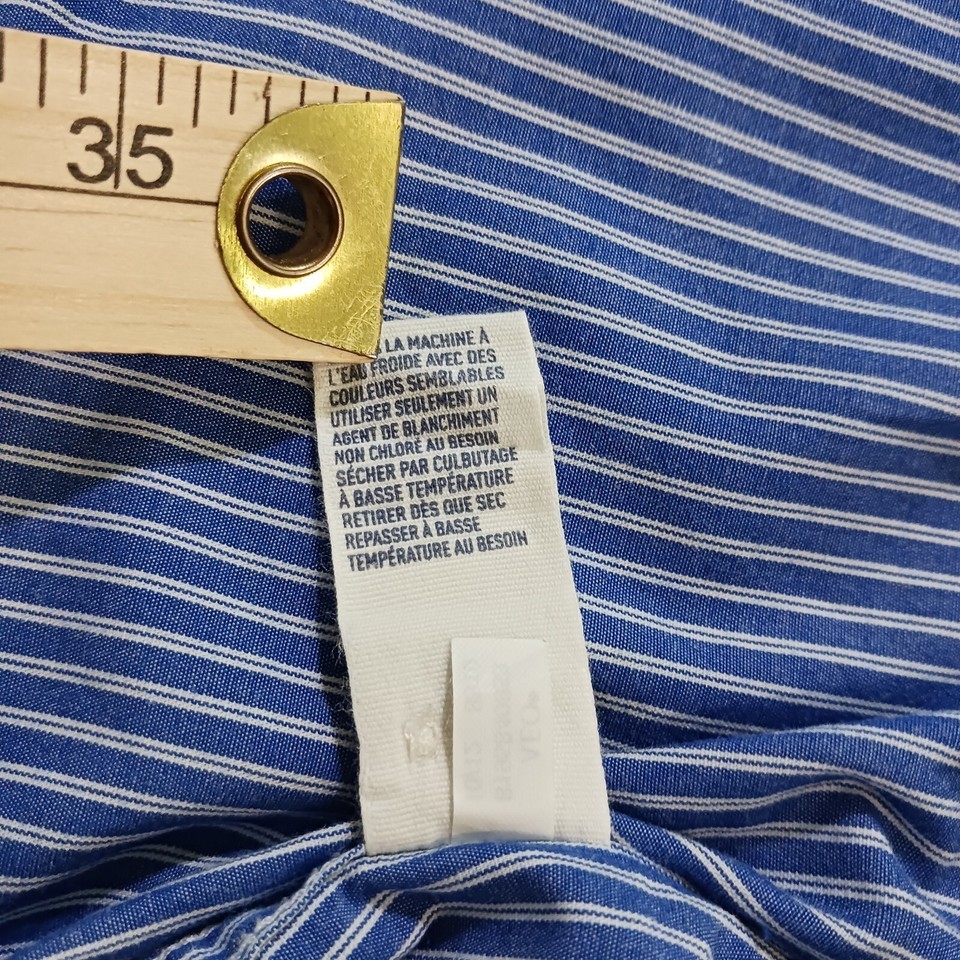 35
LA MACHINE À
L'EAU FROIDE AVEC DES
COULEURS SEMBLABLES
UTILISER SEULEMENT UN
AGENT DE BLANCHIMENT
NON CHLORÉ AU BESOIN
SÉCHER PAR CULBUTAGE
À BASSE TEMPÉRATURE
RETIRER DÈS QUE SEC
REPASSER À BASSE
TEMPÉRATURE AU BESOIN